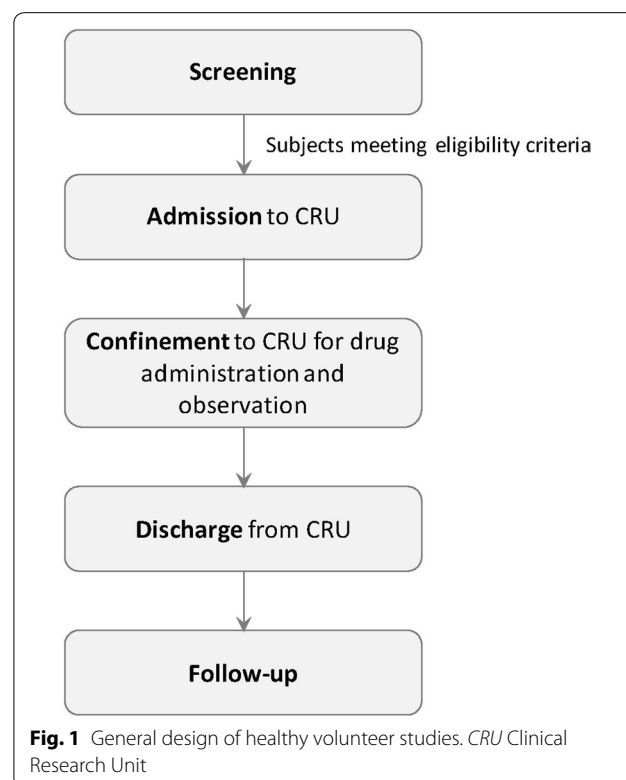 Screening
Subjects meeting eligibility criteria
Admission to CRU
Confinement to CRU for drug
administration and
observation
Discharge from CRU
Follow-up
Fig. 1 General design of healthy volunteer studies. CRU Clinical
Research Unit